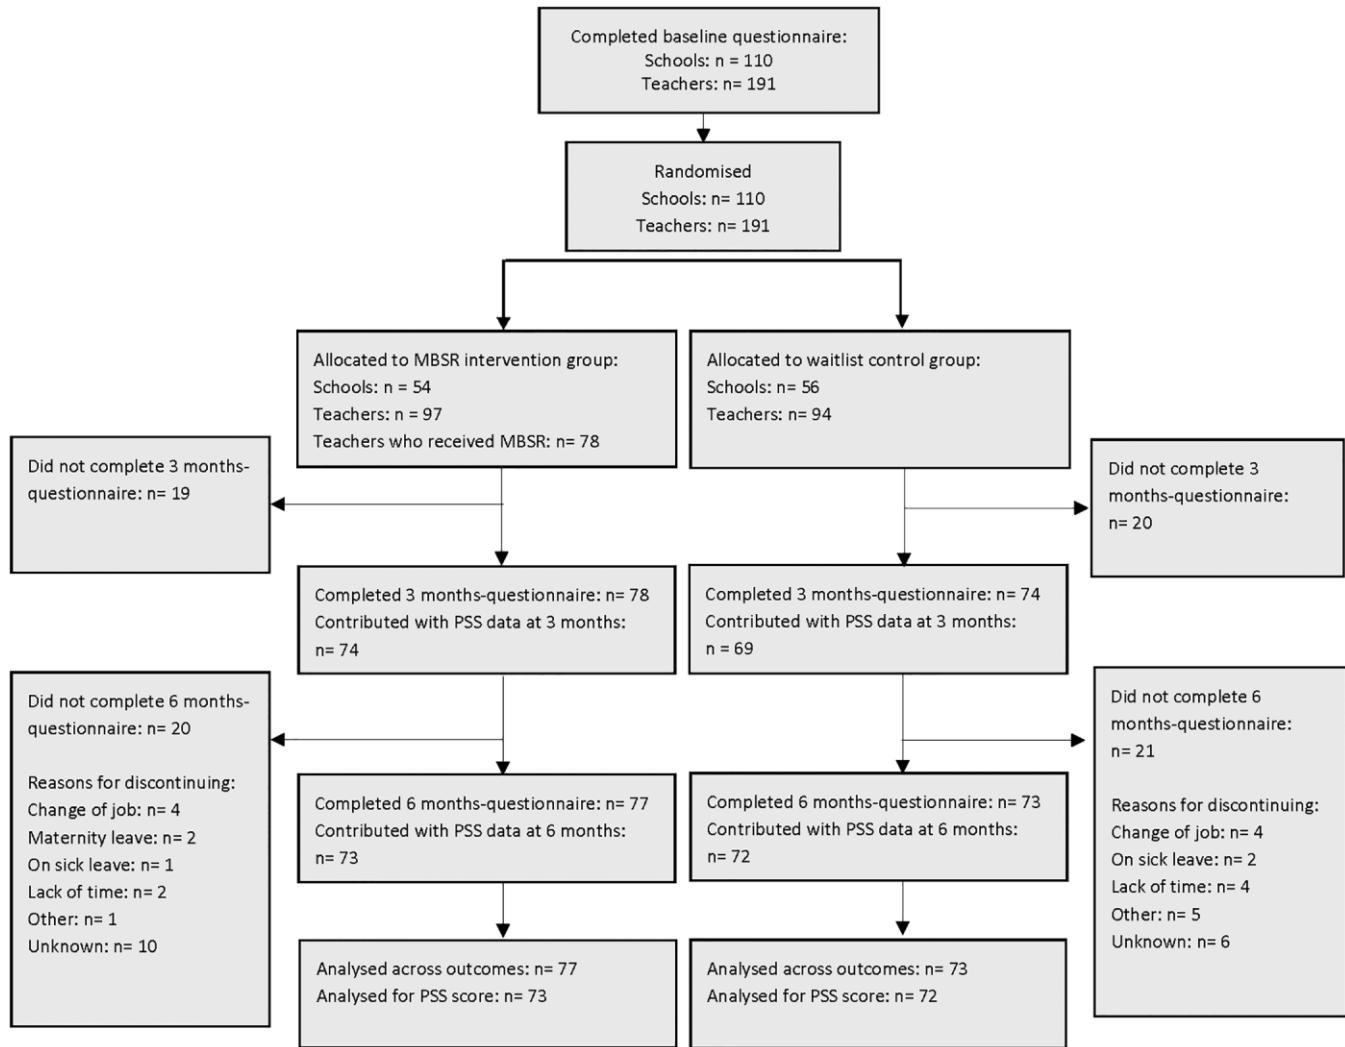 Completed baseline questionnaire:
Schools: n = 110
Teachers: n= 191
Randomised
Schools: n= 110
Teachers: n= 191
Allocated to MBSR intervention group:
Schools: n = 54
Teachers: n = 97
Teachers who received MBSR: n= 78
Allocated to waitlist control group:
Schools: n= 56
Teachers: n= 94
Did not complete 3 months-
questionnaire: n= 19
Did not complete 3
months-questionnaire:
n= 20
Completed 3 months-questionnaire: n= 78
Contributed with PSS data at 3 months:
n= 74
Completed 3 months-questionnaire: n= 74
Contributed with PSS data at 3 months:
n = 69
Did not complete 6 months-
questionnaire: n= 20
Reasons for discontinuing:
Change of job: n= 4
Maternity leave: n= 2
On sick leave: n= 1
Lack of time: n= 2
Other: n= 1
Unknown: n= 10
Did not complete 6
months-questionnaire:
n= 21
Reasons for discontinuing:
Change of job: n= 4
On sick leave: n= 2
Lack of time: n= 4
Other: n= 5
Unknown: n= 6
Completed 6 months-questionnaire: n= 77
Contributed with PSS data at 6 months:
n= 73
Completed 6 months-questionnaire: n= 73
Contributed with PSS data at 6 months:
n= 72
Analysed across outcomes: n= 77
Analysed for PSS score: n= 73
Analysed across outcomes: n= 73
Analysed for PSS score: n= 72